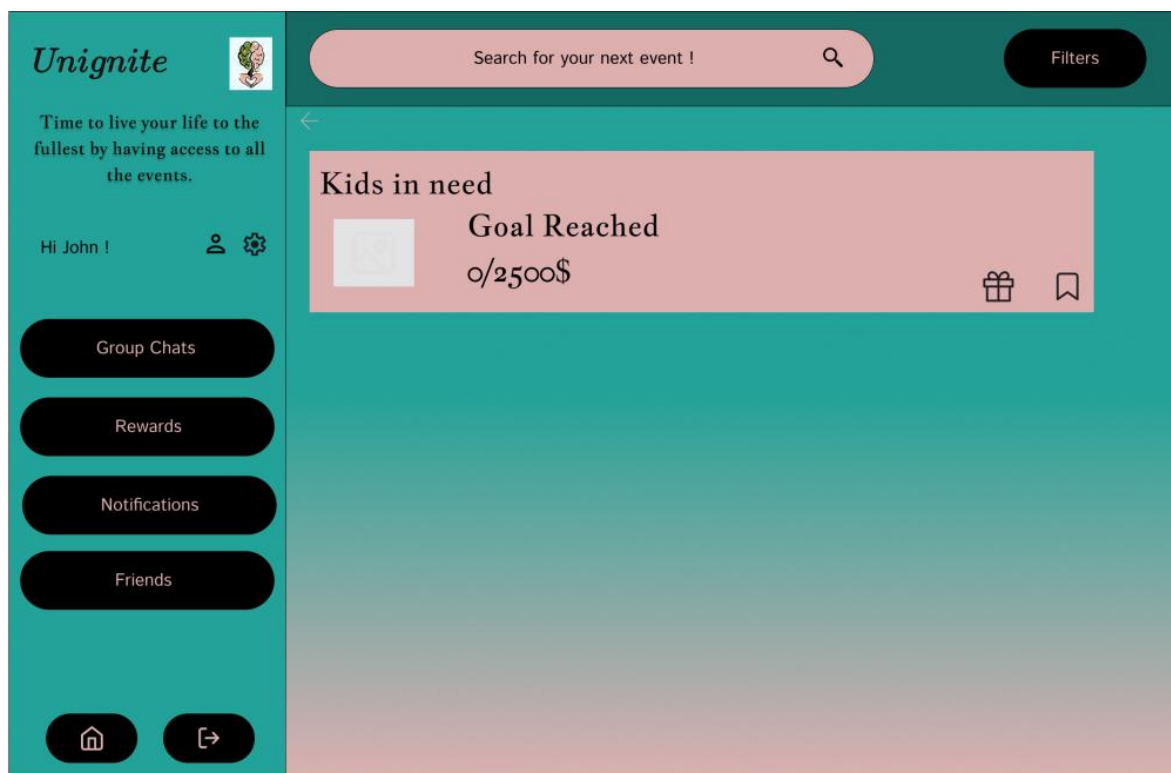 Unignite
Time to live your life to the
fullest by having access to all
the events.
Hi John !
Group Chats
Rewards
Notifications
Friends
Search for your next event !
Filters
Kids in need
Goal Reached
0/2500$